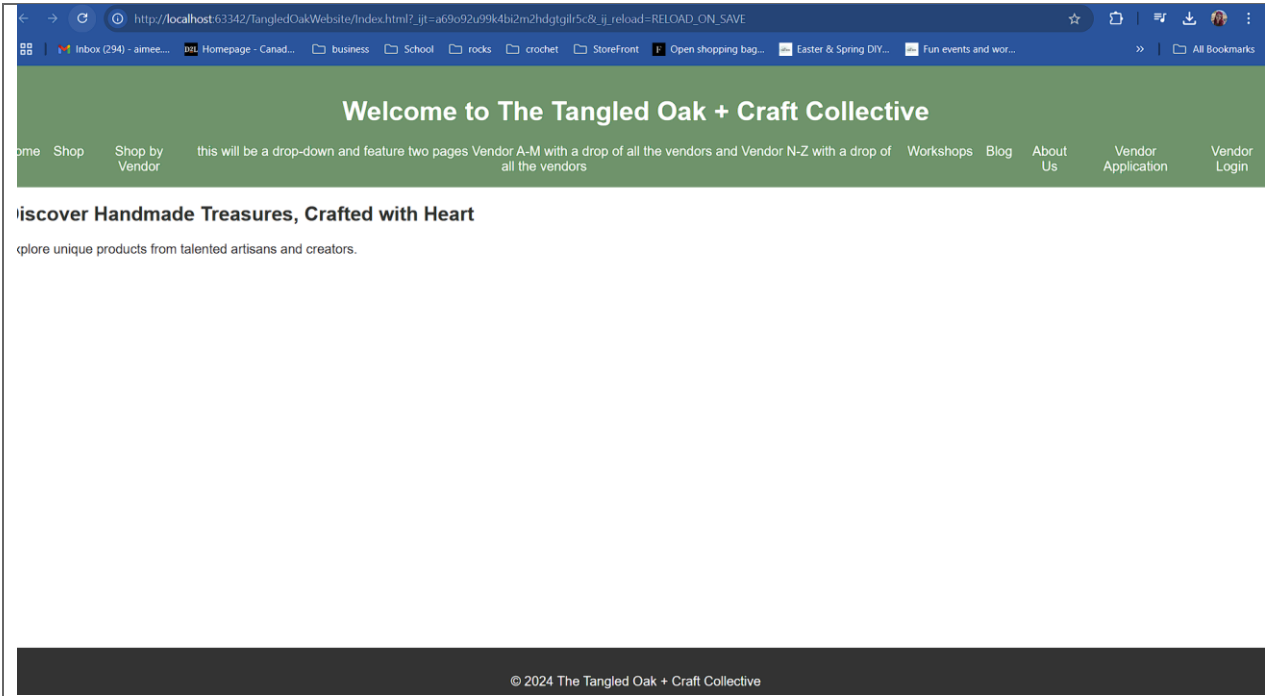 http://localhost:63342/TangledOakWebsite/Index.html?_ijt=a69o92u99k4bi2m2hdgtgilr5c&_ij_reload=RELOAD_ON_SAVE
Inbox (294) - aimee.... D2L Homepage - Canad... business School rocks crochet StoreFront F Open shopping bag... Easter & Spring DIY... Fun events and wor... » All Bookmarks
Welcome to The Tangled Oak + Craft Collective
ome Shop Shop by Vendor this will be a drop-down and feature two pages Vendor A-M with a drop of all the vendors and Vendor N-Z with a drop of all the vendors Workshops Blog About Us Vendor Application Vendor Login
iscover Handmade Treasures, Crafted with Heart
xplore unique products from talented artisans and creators.
© 2024 The Tangled Oak + Craft Collective